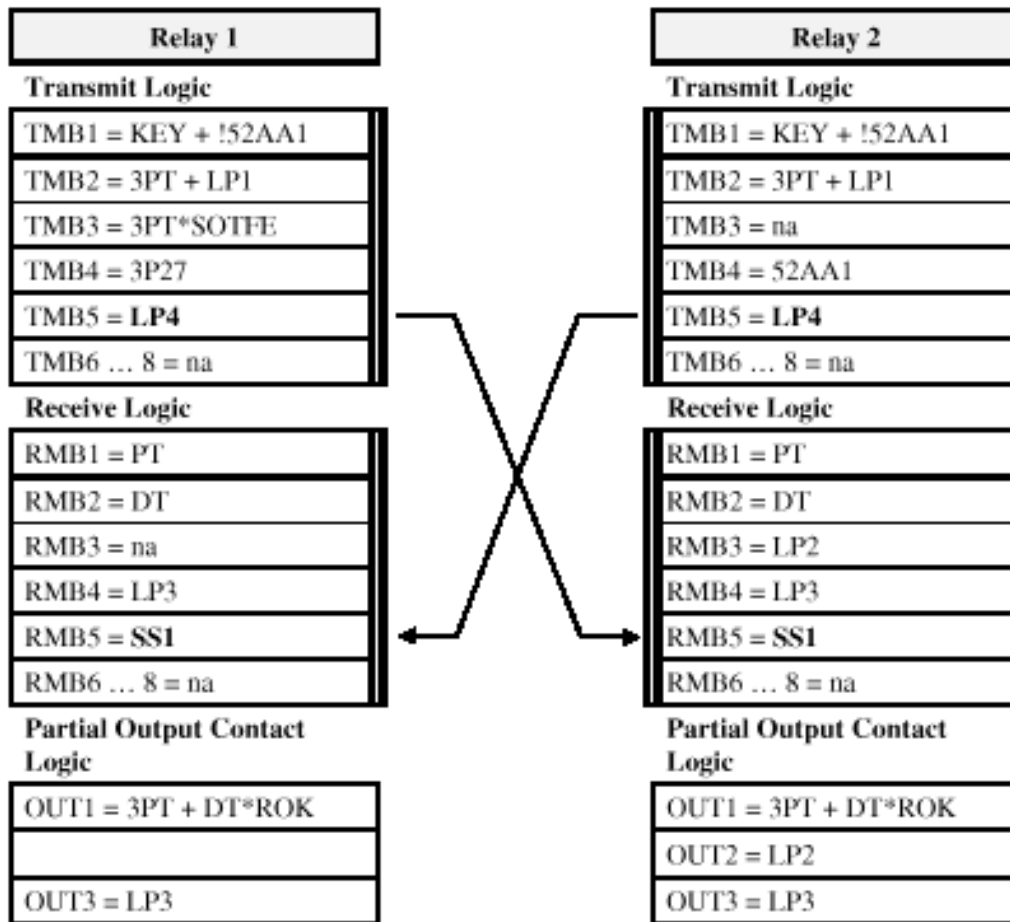 Relay 1
Transmit Logic
TMB1 = KEY + !52AA1
TMB2 = 3PT + LP1
TMB3 = 3PT*SOTFE
TMB4 = 3P27
TMB5 = LP4
TMB6 … 8 = na
Receive Logic
RMB1 = PT
RMB2 = DT
RMB3 = na
RMB4 = LP3
RMB5 = SS1
RMB6 … 8 = na
Partial Output Contact
Logic
OUT1 = 3PT + DT*ROK
OUT3 = LP3
Relay 2
Transmit Logic
TMB1 = KEY + !52AA1
TMB2 = 3PT + LP1
TMB3 = na
TMB4 = 52AA1
TMB5 = LP4
TMB6 … 8 = na
Receive Logic
RMB1 = PT
RMB2 = DT
RMB3 = LP2
RMB4 = LP3
RMB5 = SS1
RMB6 … 8 = na
Partial Output Contact
Logic
OUT1 = 3PT + DT*ROK
OUT2 = LP2
OUT3 = LP3